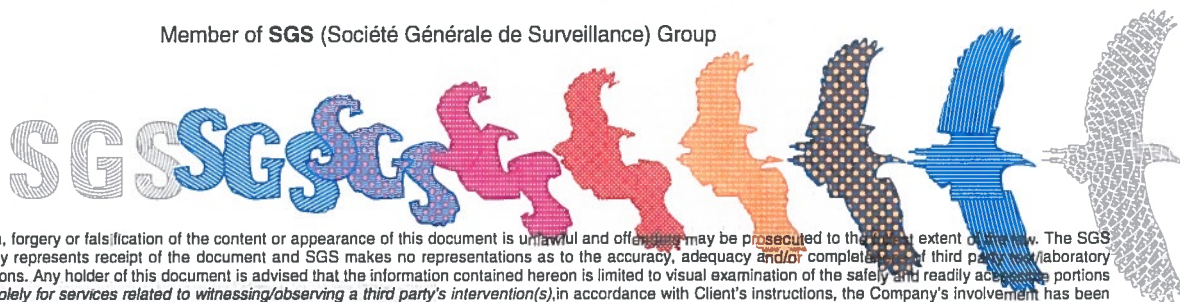 Member of SGS (Société Générale de Surveillance) Group
SGS SGS SGS
, forgery or falsification of the content or appearance of this document is unlawful and offending may be prosecuted to the extent of the law. The SGS
y represents receipt of the document and SGS makes no representations as to the accuracy, adequacy and/or of third party laboratory
ons. Any holder of this document is advised that the information contained hereon is limited to visual examination of the safely and readily portions
olely for services related to witnessing/observing a third party's intervention(s),in accordance with Client's instructions, the Company's involvement has been